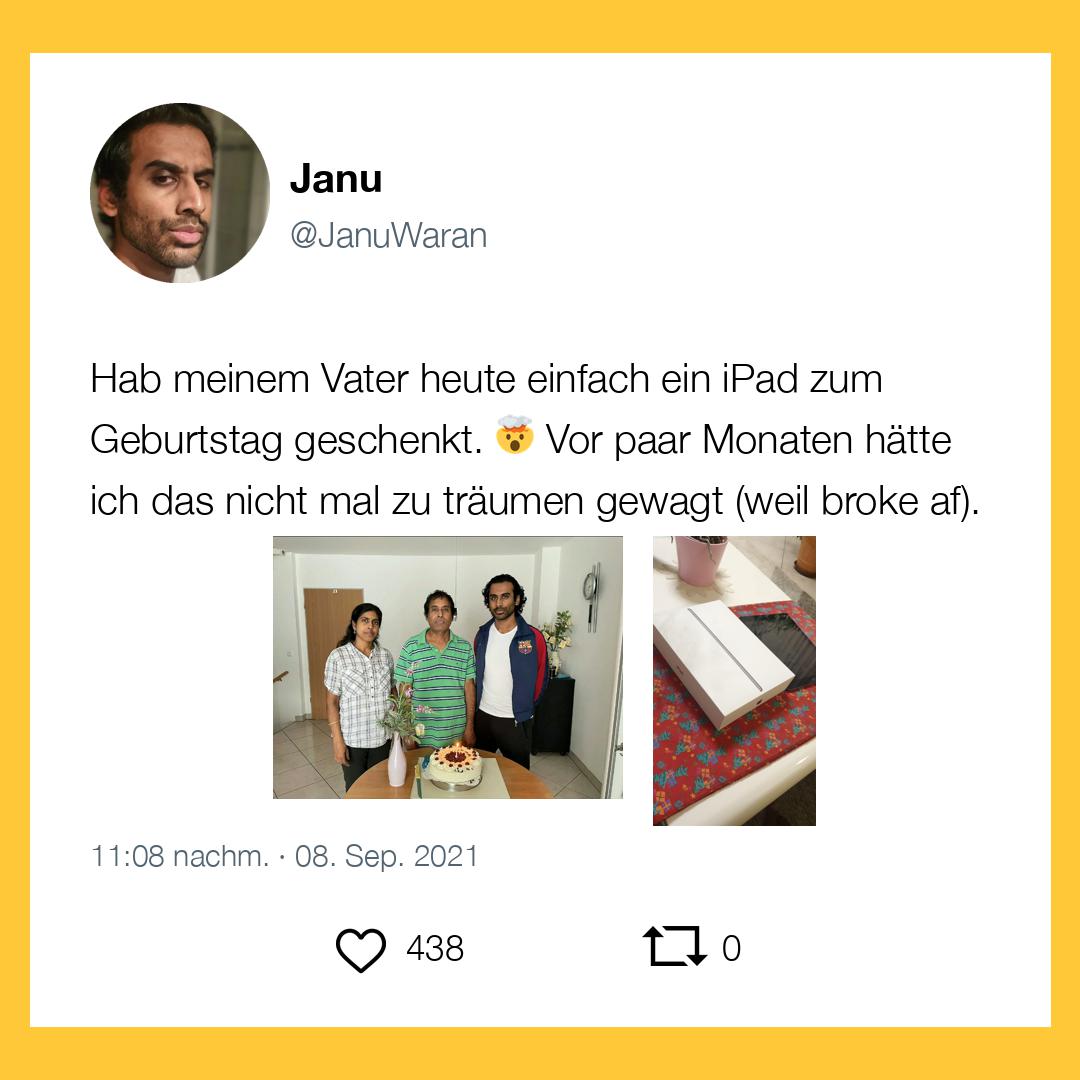 Janu
@JanuWaran
Hab meinem Vater heute einfach ein iPad zum
Geburtstag geschenkt. 🤯 Vor paar Monaten hätte
ich das nicht mal zu träumen gewagt (weil broke af).
11:08 nachm. · 08. Sep. 2021
438
0